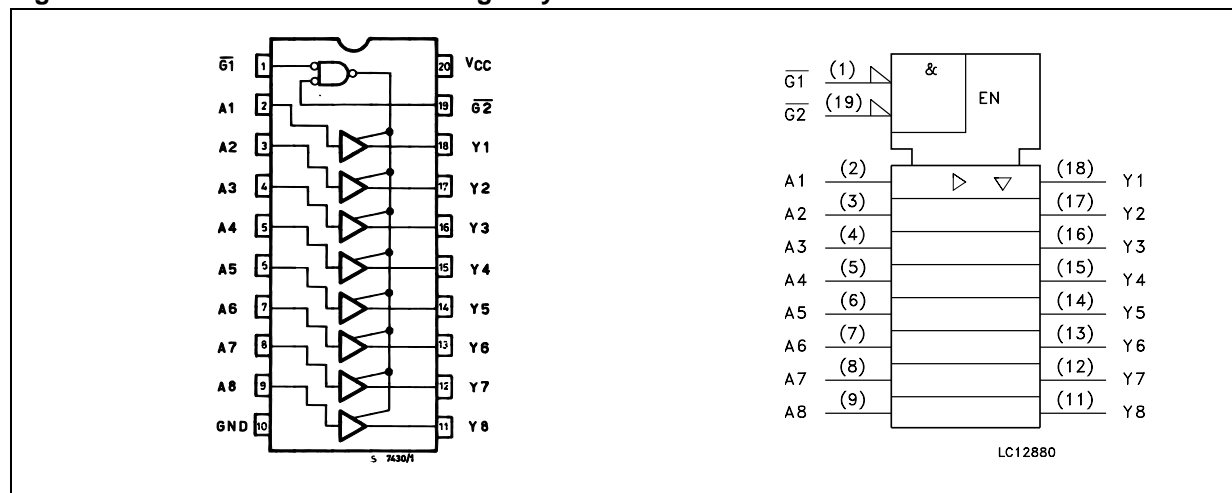 G1 1 20 VCC
A1 2 19 G2
A2 3 18 Y1
A3 4 17 Y2
A4 5 16 Y3
A5 6 15 Y4
A6 7 14 Y5
A7 8 13 Y6
A8 9 12 Y7
GND 10 11 Y8
S 7430/1
G1 (1) &
G2 (19) EN
A1 (2) (18) Y1
A2 (3) (17) Y2
A3 (4) (16) Y3
A4 (5) (15) Y4
A5 (6) (14) Y5
A6 (7) (13) Y6
A7 (8) (12) Y7
A8 (9) (11) Y8
LC12880